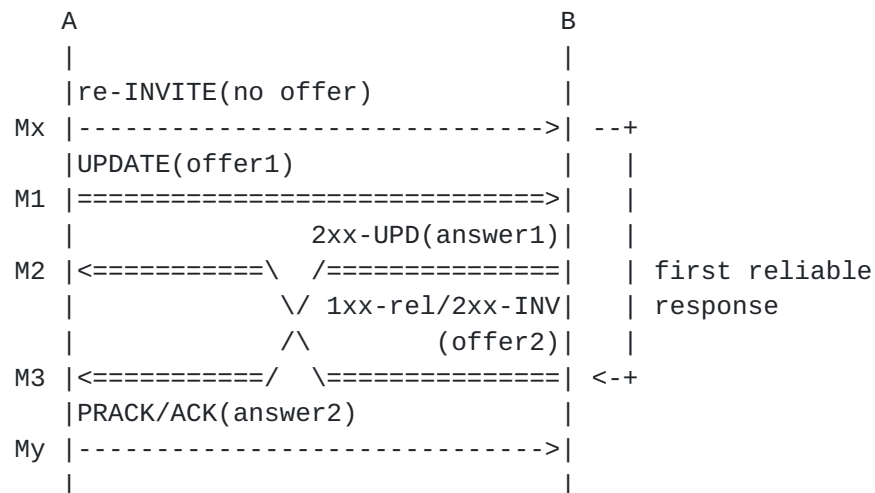 A B
|                                |
|re-INVITE(no offer)             |
Mx |------------------------------>| --+
|UPDATE(offer1)                  |   |
M1 |==============================>|   |
|                2xx-UPD(answer1)|   |
M2 |<============\  /===============|   | first reliable
|              \/ 1xx-rel/2xx-INV|   | response
|              /\        (offer2)|   |
M3 |<============/  \===============| <-+
|PRACK/ACK(answer2)              |
My |------------------------------>|
|                                |